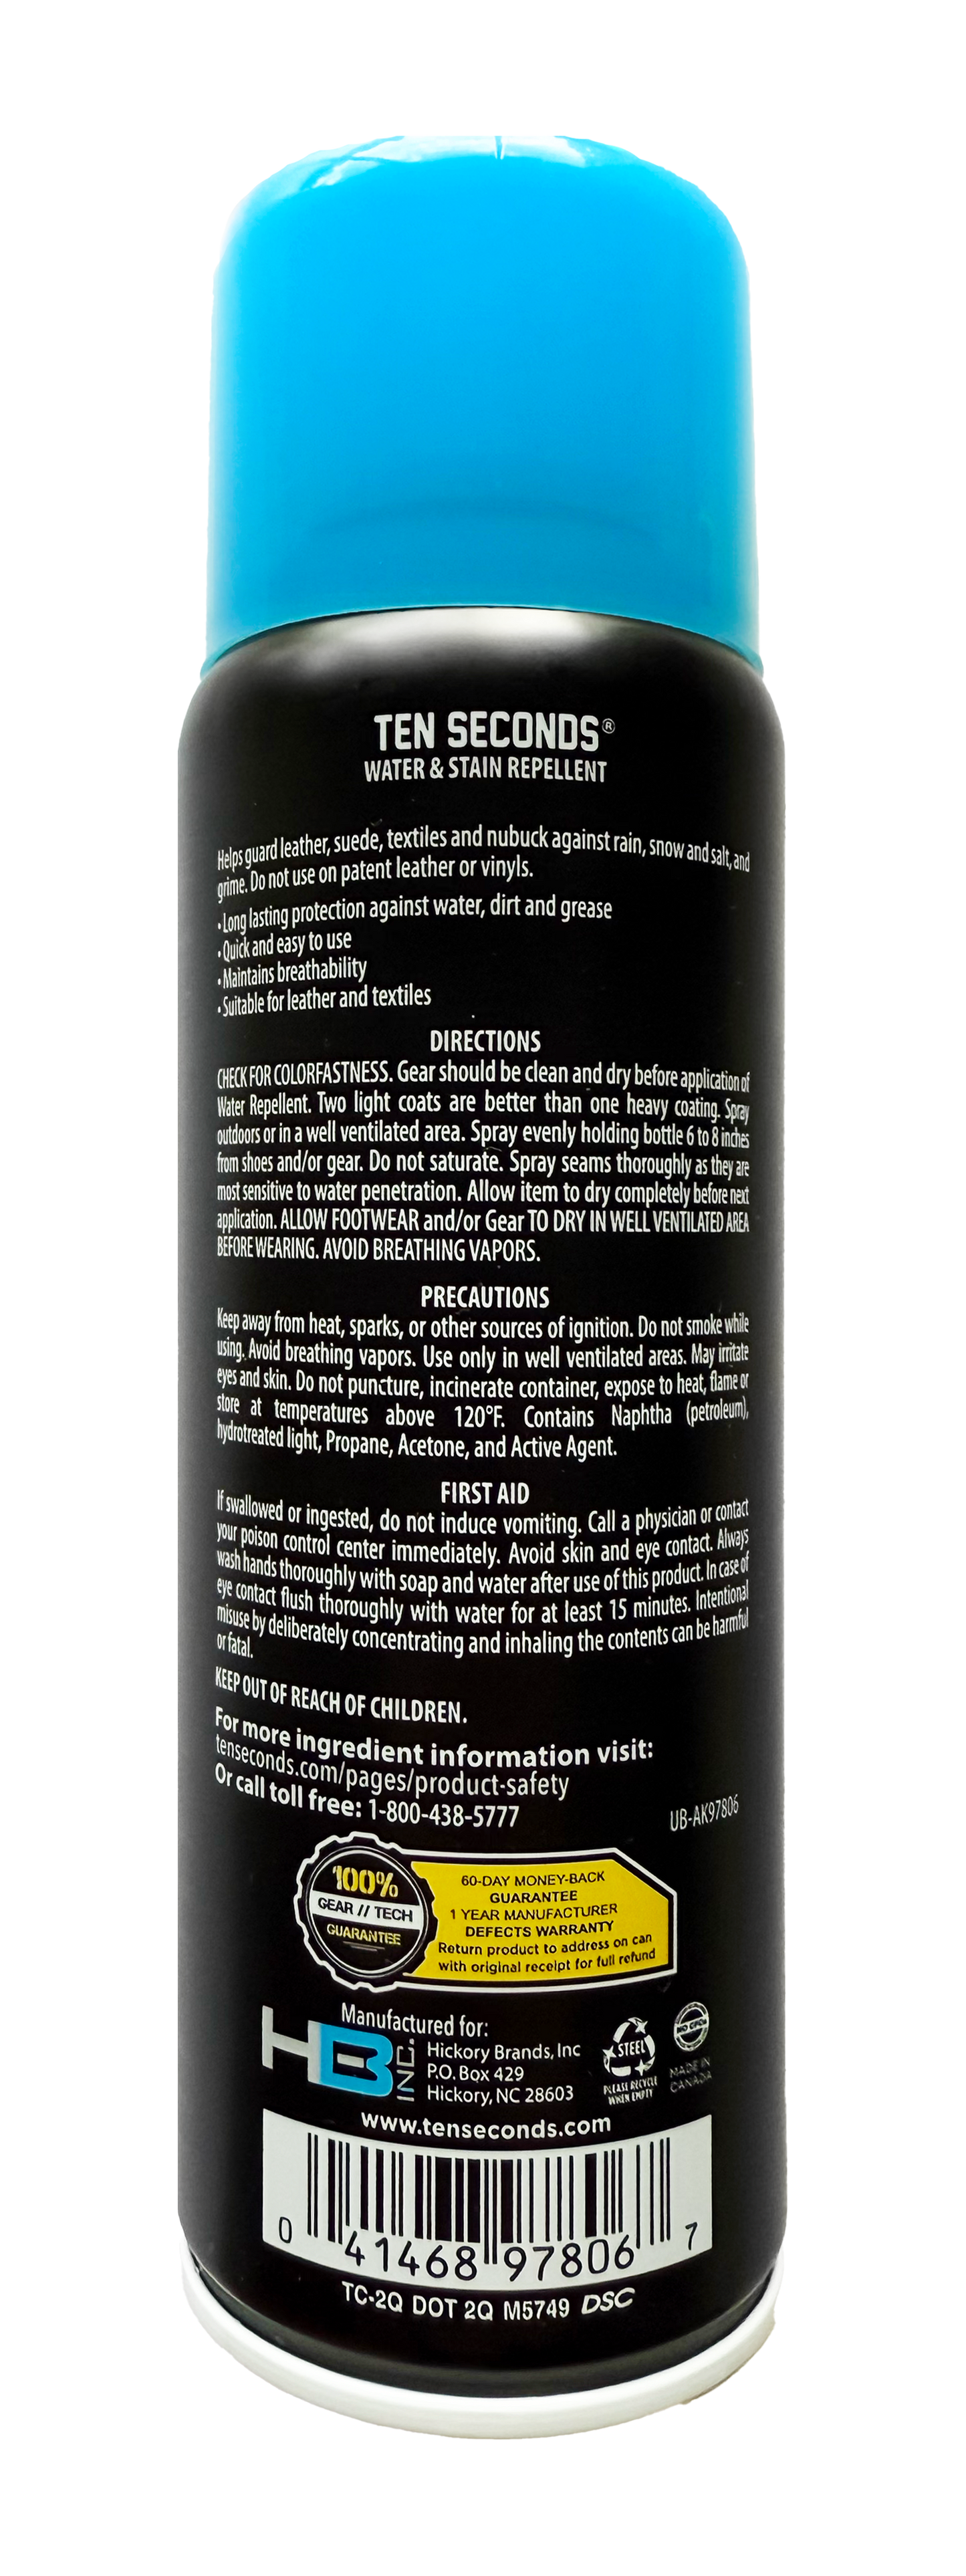 TEN SECONDS®
WATER & STAIN REPELLENT
Helps guard leather, suede, textiles and nubuck against rain, snow and salt, and
grime. Do not use on patent leather or vinyls.
• Long lasting protection against water, dirt and grease
• Quick and easy to use
• Maintains breathability
• Suitable for leather and textiles
DIRECTIONS
CHECK FOR COLORFASTNESS. Gear should be clean and dry before application of
Water Repellent. Two light coats are better than one heavy coating. Spray
outdoors or in a well ventilated area. Spray evenly holding bottle 6 to 8 inches
from shoes and/or gear. Do not saturate. Spray seams thoroughly as they are
most sensitive to water penetration. Allow item to dry completely before next
application. ALLOW FOOTWEAR and/or Gear TO DRY IN WELL VENTILATED AREA
BEFORE WEARING. AVOID BREATHING VAPORS.
PRECAUTIONS
Keep away from heat, sparks, or other sources of ignition. Do not smoke while
using. Avoid breathing vapors. Use only in well ventilated areas. May irritate
eyes and skin. Do not puncture, incinerate container, expose to heat, flame or
store at temperatures above 120°F. Contains Naphtha (petroleum),
hydrotreated light, Propane, Acetone, and Active Agent.
FIRST AID
If swallowed or ingested, do not induce vomiting. Call a physician or contact
your poison control center immediately. Avoid skin and eye contact. Always
wash hands thoroughly with soap and water after use of this product. In case of
eye contact flush thoroughly with water for at least 15 minutes. Intentional
misuse by deliberately concentrating and inhaling the contents can be harmful
or fatal.
KEEP OUT OF REACH OF CHILDREN.
For more ingredient information visit:
tenseconds.com/pages/product-safety
Or call toll free: 1-800-438-5777
UB-AK97806
100%
GEAR // TECH
GUARANTEE
60-DAY MONEY-BACK
GUARANTEE
1 YEAR MANUFACTURER
DEFECTS WARRANTY
Return product to address on can
with original receipt for full refund
Manufactured for:
HB INC.
Hickory Brands, Inc
P.O. Box 429
Hickory, NC 28603
STEEL
PLEASE RECYCLE
WHEN EMPTY
NO CFC
MADE IN
CANADA
www.tenseconds.com
0 41468 97806 7
TC-2Q DOT 2Q M5749 DSC